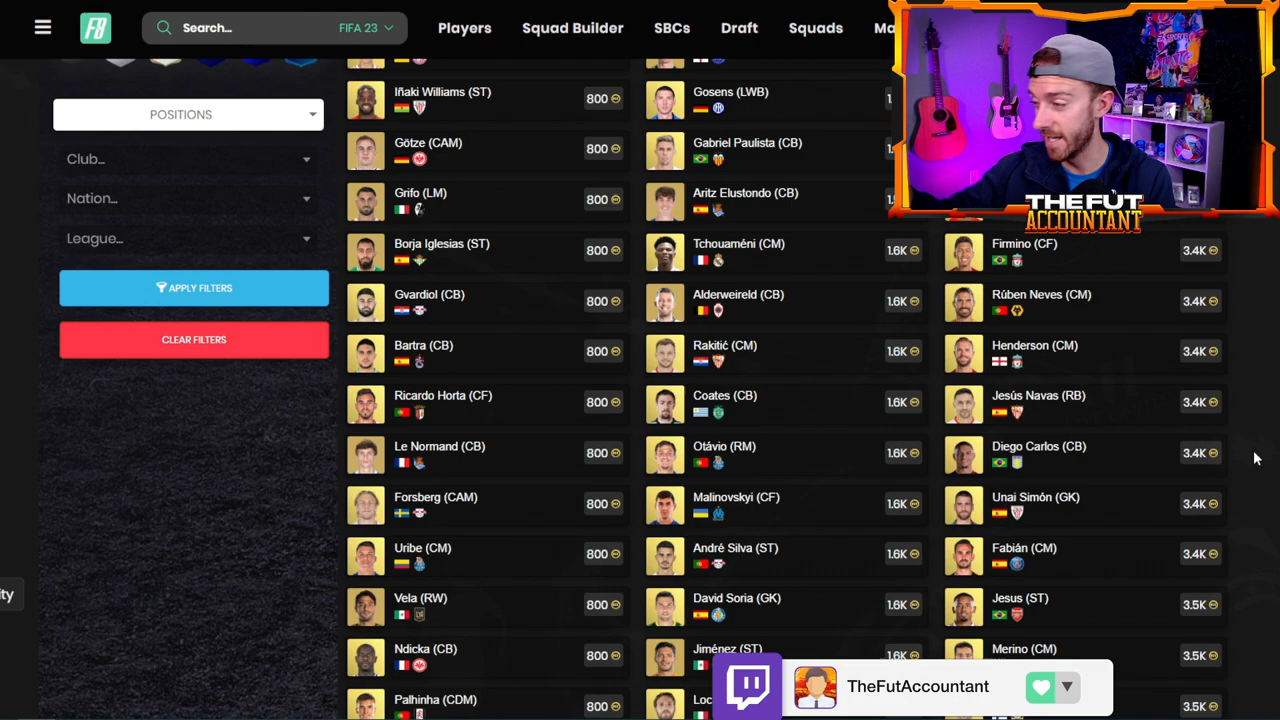 F8
Search...
FIFA 23
Players
Squad Builder
SBCs
Draft
Squads
Ma
POSITIONS
Club...
Nation...
League...
APPLY FILTERS
CLEAR FILTERS
ity
Iñaki Williams (ST)
800
Götze (CAM)
800
Grifo (LM)
800
Borja Iglesias (ST)
800
Gvardiol (CB)
800
Bartra (CB)
800
Ricardo Horta (CF)
800
Le Normand (CB)
800
Forsberg (CAM)
800
Uribe (CM)
800
Vela (RW)
800
Ndicka (CB)
800
Palhinha (CDM)
800
Gosens (LWB)
Gabriel Paulista (CB)
Aritz Elustondo (CB)
Tchouaméni (CM)
1.6K
Alderweireld (CB)
1.6K
Rakitić (CM)
1.6K
Coates (CB)
1.6K
Otávio (RM)
1.6K
Malinovskyi (CF)
1.6K
André Silva (ST)
1.6K
David Soria (GK)
1.6K
Jiménez (ST)
1.6K
Loc
Firmino (CF)
3.4K
Rúben Neves (CM)
3.4K
Henderson (CM)
3.4K
Jesús Navas (RB)
3.4K
Diego Carlos (CB)
3.4K
Unai Simón (GK)
3.4K
Fabián (CM)
3.4K
Jesus (ST)
3.5K
Merino (CM)
3.5K
3.5K
THE FUT
ACCOUNTANT
TheFutAccountant